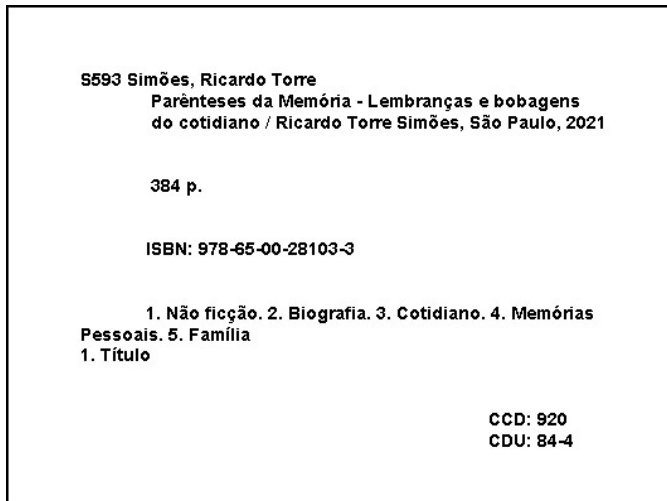 S593 Simões, Ricardo Torre
Parênteses da Memória - Lembranças e bobagens
do cotidiano / Ricardo Torre Simões, São Paulo, 2021
384 p.
ISBN: 978-65-00-28103-3
1. Não ficção. 2. Biografia. 3. Cotidiano. 4. Memórias
Pessoais. 5. Família
1. Título
CCD: 920
CDU: 84-4